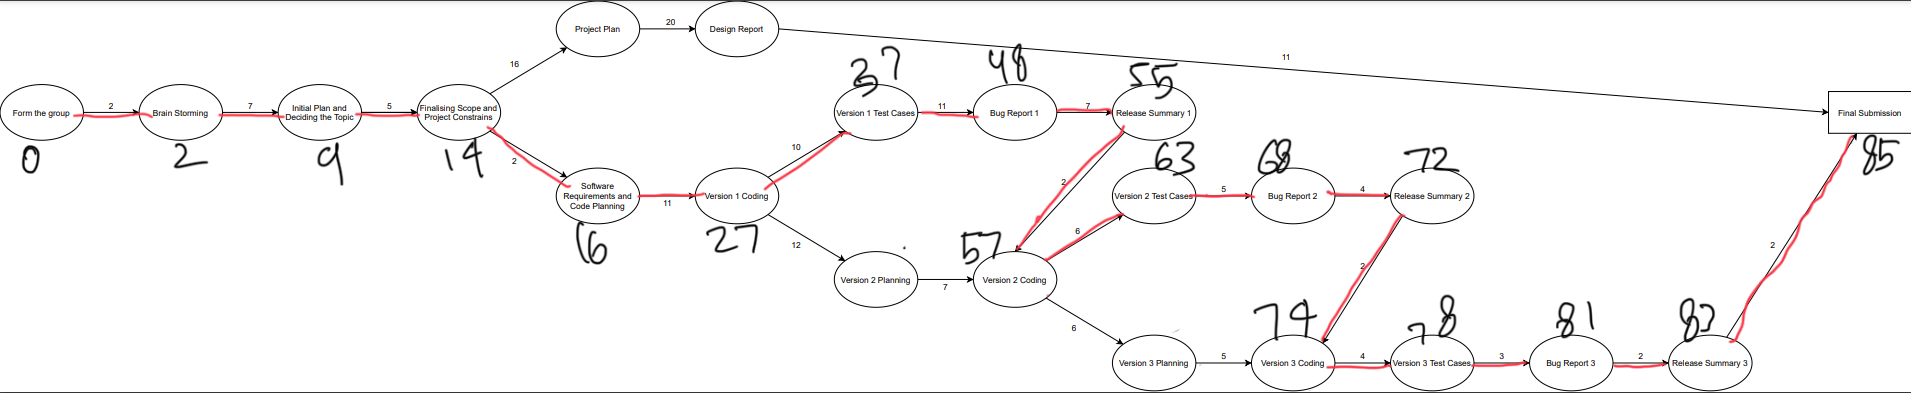 Project Plan
20
Design Report
11
16
37
48
55
Form the group
2
Brain Storming
7
Initial Plan and
Deciding the Topic
5
Finalising Scope and
Project Constrains
Version 1 Test Cases
11
Bug Report 1
7
Release Summary 1
Final Submission
0
2
9
14
2
10
63
68
72
85
Software
Requirements and
Code Planning
11
Version 1 Coding
2
Version 2 Test Cases
5
Bug Report 2
4
Release Summary 2
16
27
12
57
6
2
2
Version 2 Planning
7
Version 2 Coding
6
74
78
81
83
Version 3 Planning
5
Version 3 Coding
4
Version 3 Test Cases
3
Bug Report 3
2
Release Summary 3